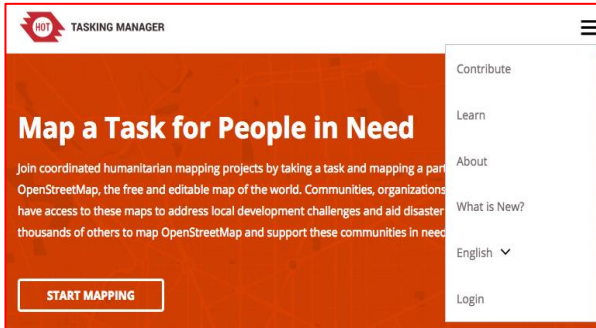 HOT TASKING MANAGER
Contribute
Learn
About
What is New?
English
Login
Map a Task for People in Need
Join coordinated humanitarian mapping projects by taking a task and mapping a part
OpenStreetMap, the free and editable map of the world. Communities, organizations
have access to these maps to address local development challenges and aid disaster
thousands of others to map OpenStreetMap and support these communities in need
START MAPPING